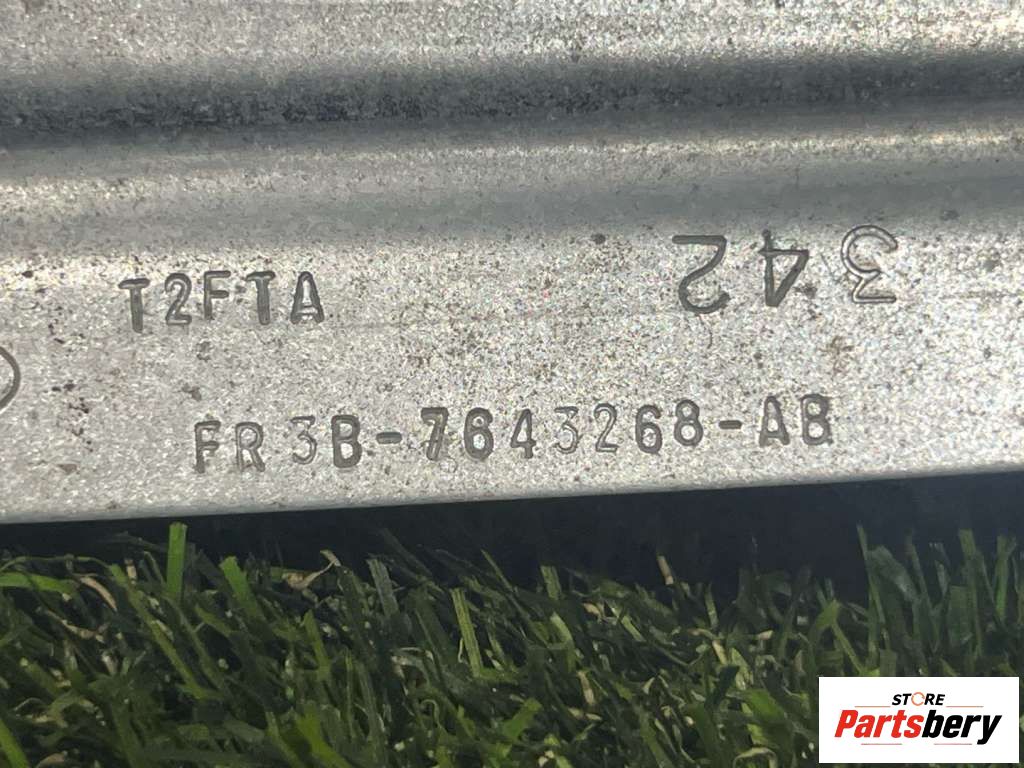 T2FTA
342
FR3B-7643268-AB
STORE
Partsbery